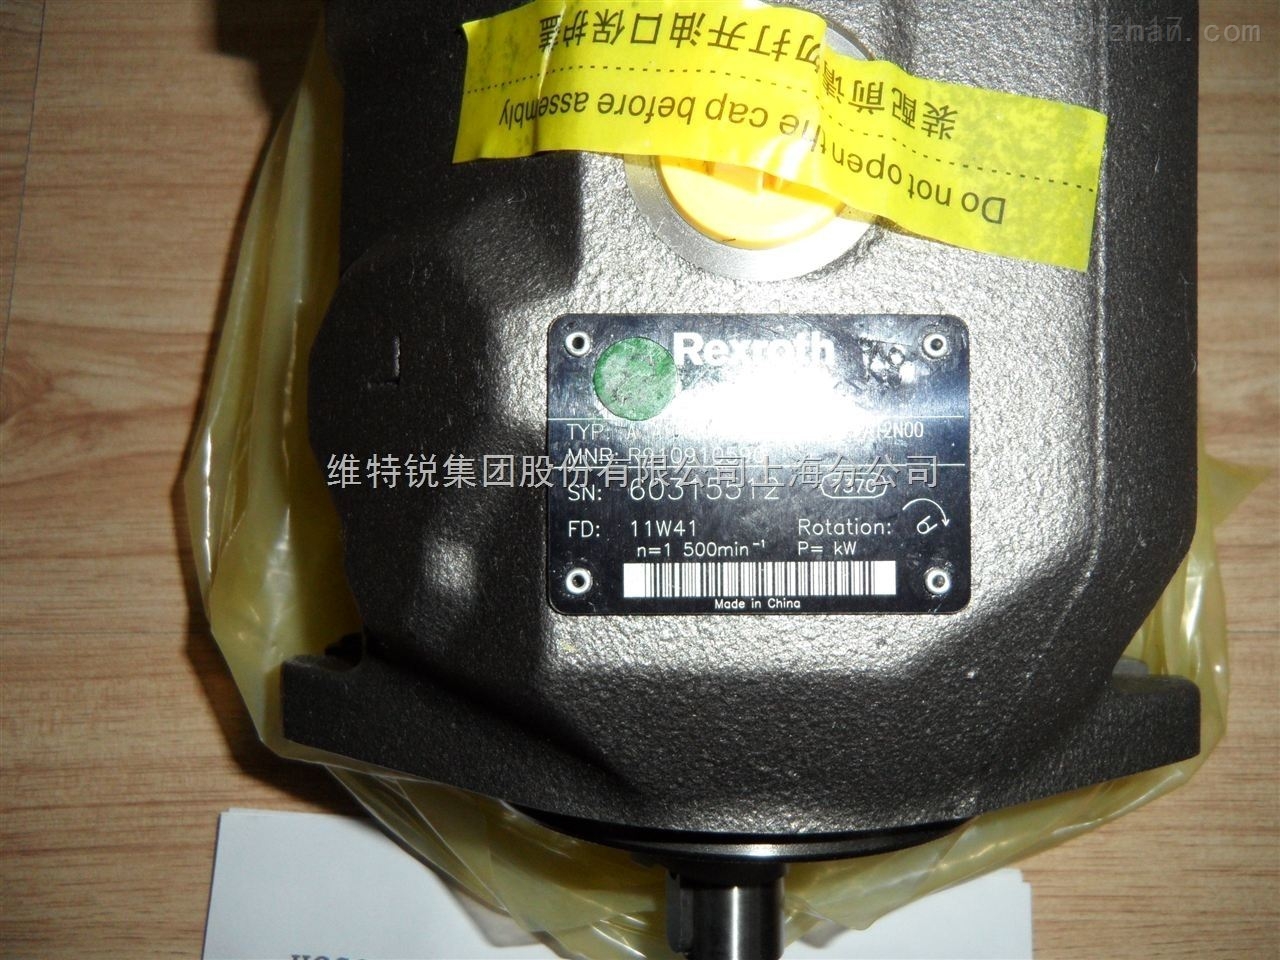 装配前请勿打开油口保护盖
Do not open the cap before assembly
Rexroth
TYP:
MNR:
维特锐集团股份有限公司上海分公司
SN: 60315512
FD: 11W41 Rotation:
n=1 500min⁻¹ P= kW
Made in China